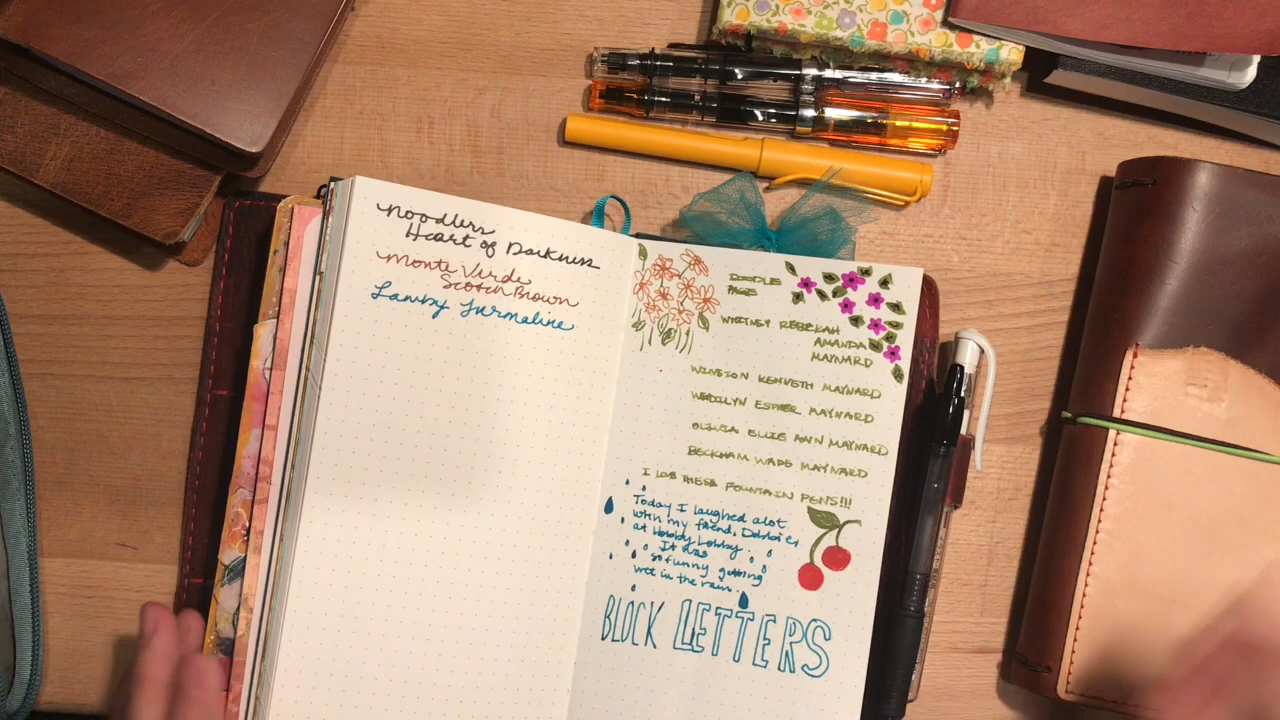 Noodlers
Heart of Darkness
Monte Verde
Scotch Brown
Lamy Turmaline
DOODLE
PAGE
WHITNEY REBEKAH
AMANDA
MAYNARD
WINSTON KENNETH MAYNARD
ESTHER MAYNARD
OLIVIA ELLIE ANN MAYNARD
BECKHAM WADE MAYNARD
I LOVE THESE FOUNTAIN PENS!!!
Today I laughed alot
with my friend, Debbie
at Hobby Lobby.
It was
so funny getting
wet in the rain.
BLOCK LETTERS